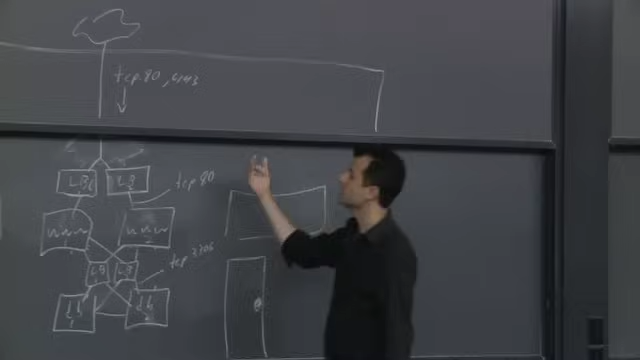 tcp:80,443
LB LB
tcp 80
www www
tcp 3306
LB LB
db db